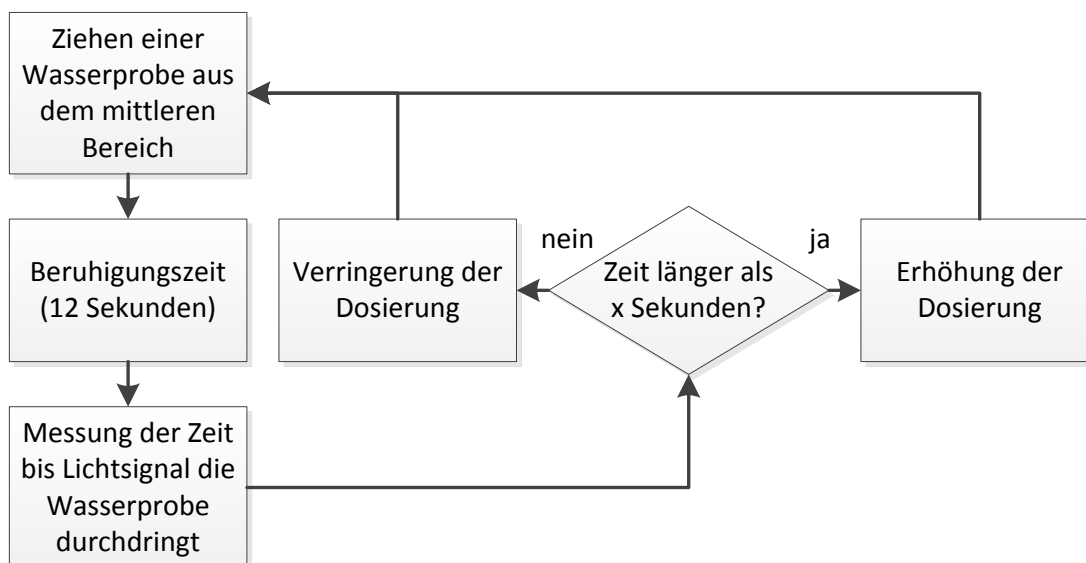 Ziehen einer
Wasserprobe aus
dem mittleren
Bereich
Beruhigungszeit
(12 Sekunden)
Messung der Zeit
bis Lichtsignal die
Wasserprobe
durchdringt
Zeit länger als
x Sekunden?
nein
Verringerung der
Dosierung
ja
Erhöhung der
Dosierung